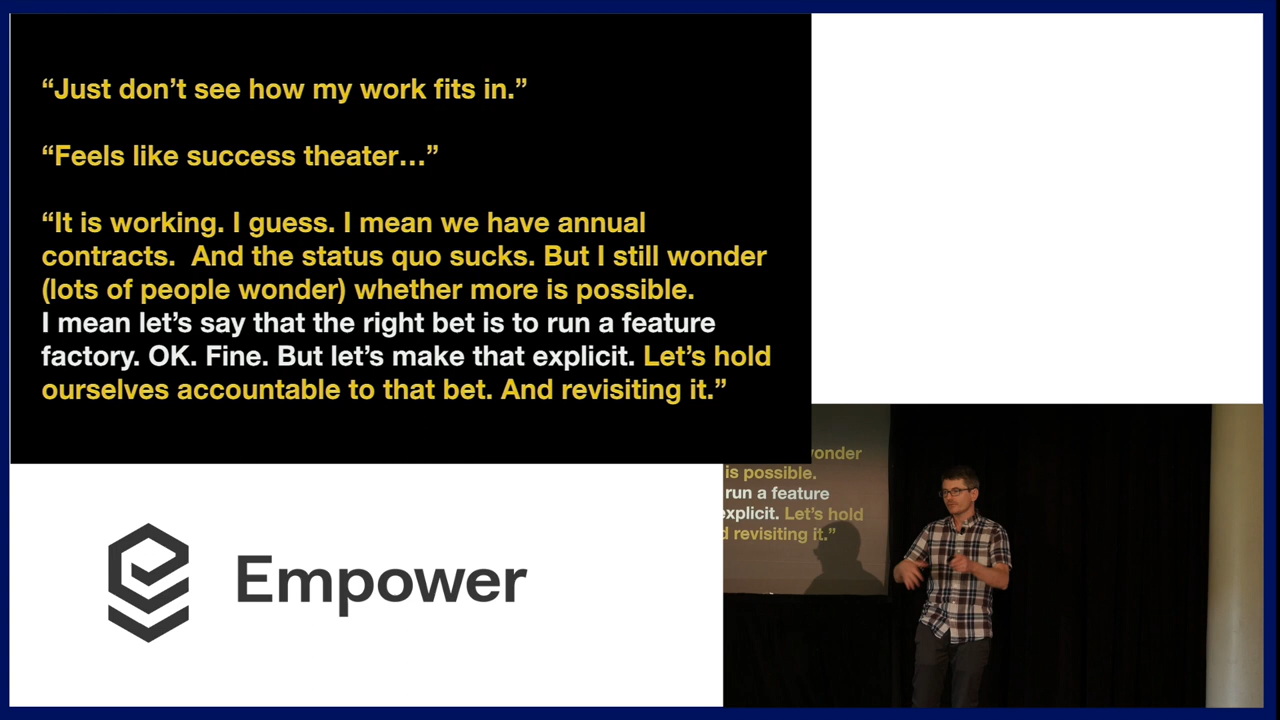 “Just don’t see how my work fits in.”
“Feels like success theater…”
“It is working. I guess. I mean we have annual
contracts.  And the status quo sucks. But I still wonder
(lots of people wonder) whether more is possible.
I mean let’s say that the right bet is to run a feature
factory. OK. Fine. But let’s make that explicit. Let’s hold
ourselves accountable to that bet. And revisiting it.”
is possible.
run a feature
Let’s hold
revisiting it.”
Empower